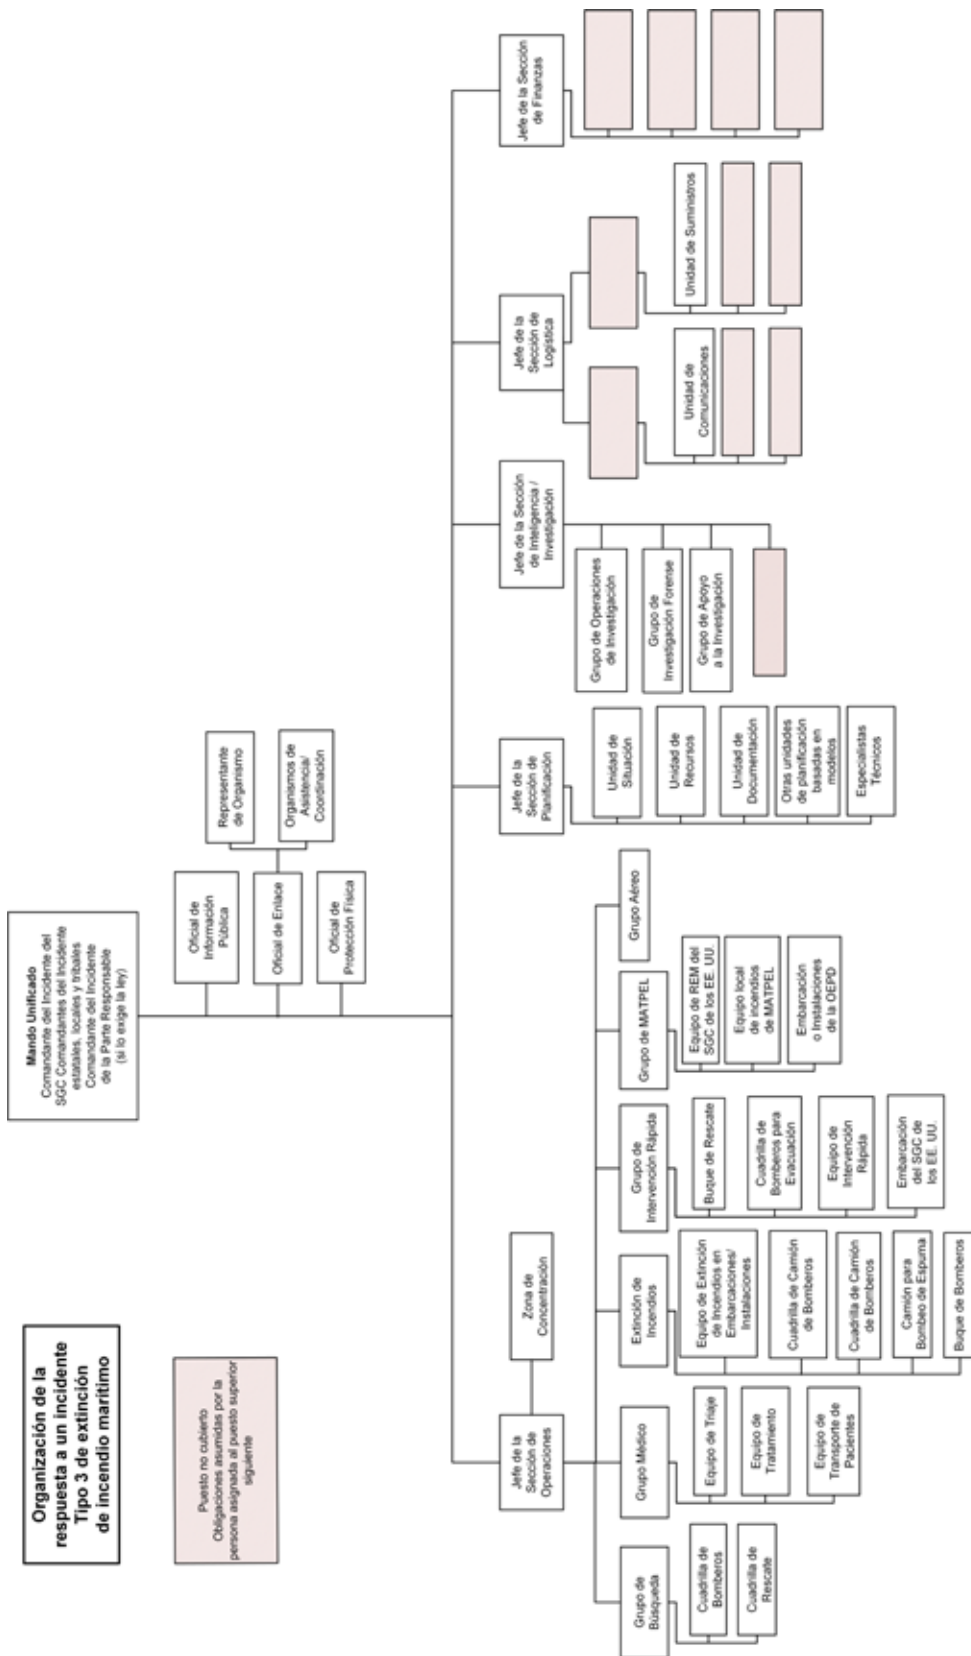 Organización de la
respuesta a un incidente
Tipo 3 de extinción
de incendio marítimo
Puesto no cubierto
Obligaciones asumidas por la
persona asignada al puesto superior
siguiente
Mando Unificado
Comandante del Incidente del
SGC Comandantes del Incidente
estatales, locales y tribales
Comandante del Incidente
de la Parte Responsable
(si lo exige la ley)
Oficial de
Información
Pública
Oficial de Enlace
Oficial de
Protección Física
Representante
de Organismo
Organismos de
Asistencia/
Coordinación
Jefe de la
Sección de
Operaciones
Zona de
Concentración
Grupo de
Búsqueda
Cuadrilla de
Bomberos
Cuadrilla de
Rescate
Grupo Médico
Equipo de Triaje
Equipo de
Tratamiento
Equipo de
Transporte de
Pacientes
Extinción de
Incendios
Equipo de Extinción
de Incendios en
Embarcaciones/
Instalaciones
Cuadrilla de Camión
de Bomberos
Cuadrilla de Camión
de Bomberos
Camión para
Bombeo de Espuma
Buque de Bomberos
Grupo de
Intervención Rápida
Buque de Rescate
Cuadrilla de
Bomberos para
Evacuación
Equipo de
Intervención
Rápida
Embarcación
del SGC de
los EE. UU.
Grupo de MATPEL
Equipo de REM del
SGC de los EE. UU.
Equipo local
de incendios
de MATPEL
Embarcación
o Instalaciones
de la OEPD
Grupo Aéreo
Jefe de la
Sección de
Planificación
Unidad de
Situación
Unidad de
Recursos
Unidad de
Documentación
Otras unidades
de planificación
basadas en
modelos
Especialistas
Técnicos
Jefe de la Sección
de Inteligencia /
Investigación
Grupo de Operaciones
de Investigación
Grupo de
Investigación Forense
Grupo de Apoyo
a la Investigación
Jefe de la
Sección de
Logística
Unidad de
Comunicaciones
Unidad de Suministros
Jefe de la Sección
de Finanzas